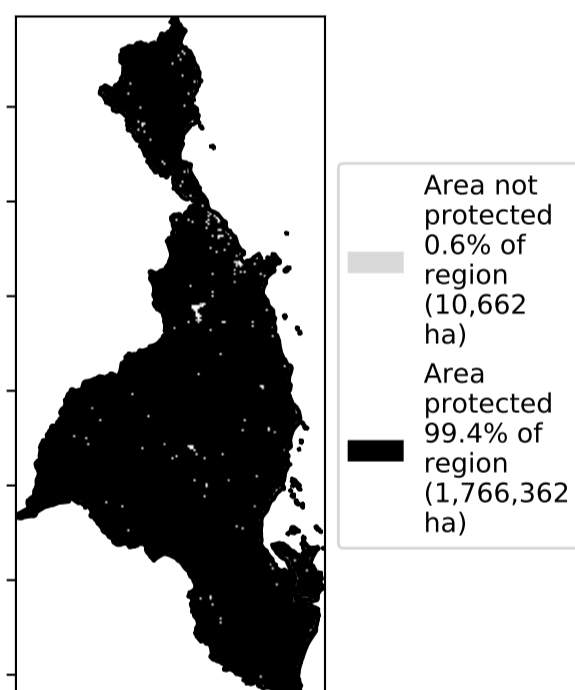 Area not
protected
0.6% of
region
(10,662
ha)
Area
protected
99.4% of
region
(1,766,362
ha)